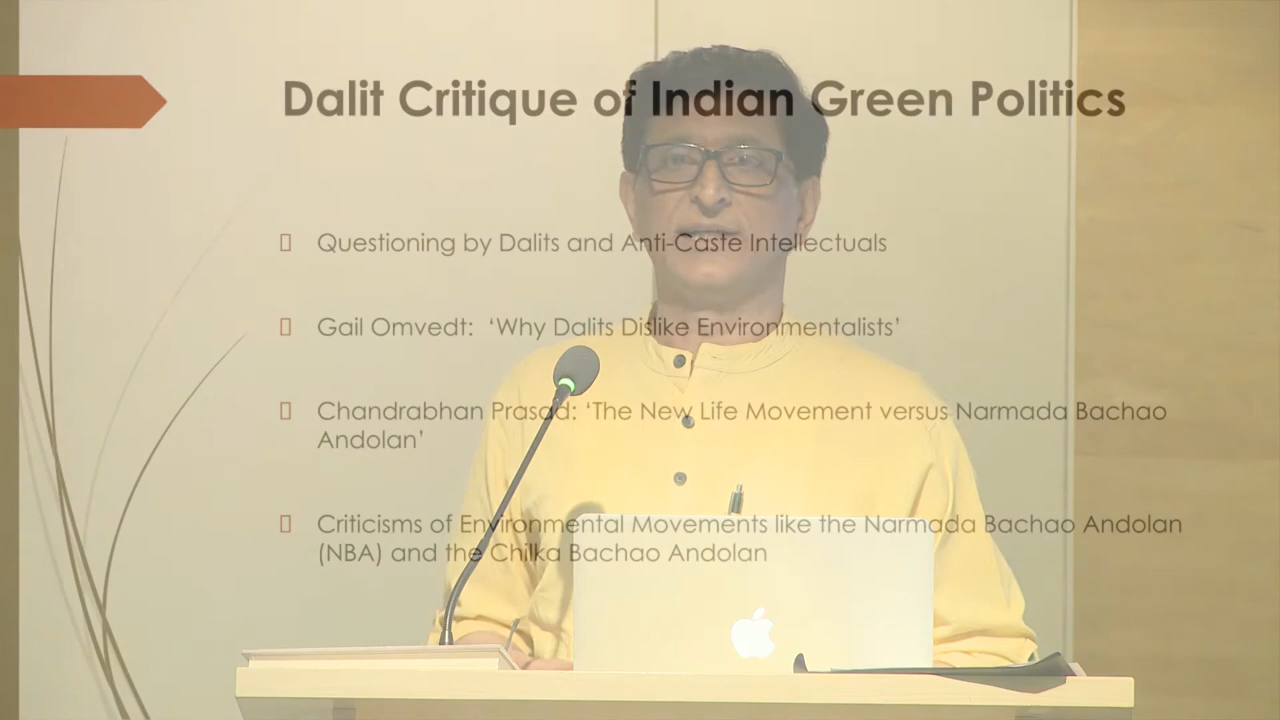 Dalit Critique of Indian Green Politics
Questioning by Dalits and Anti-Caste Intellectuals
Gail Omvedt: ‘Why Dalits Dislike Environmentalists’
Chandrabhan Prasad: ‘The New Life Movement versus Narmada Bachao
Andolan’
Criticisms of Environmental Movements like the Narmada Bachao Andolan
(NBA) and the Chilka Bachao Andolan